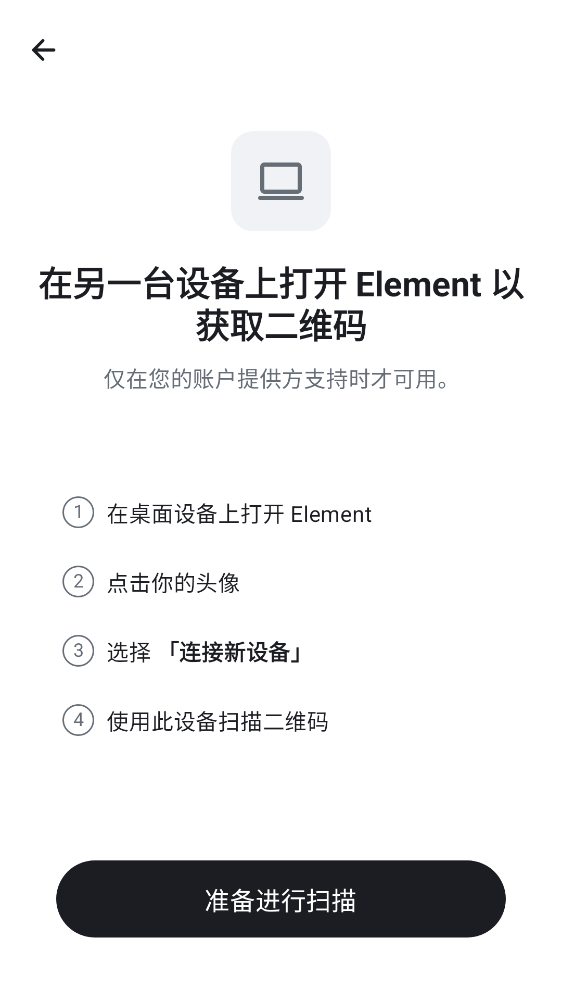 在另一台设备上打开 Element 以
获取二维码
仅在您的账户提供方支持时才可用。
1 在桌面设备上打开 Element
2 点击你的头像
3 选择 「连接新设备」
4 使用此设备扫描二维码
准备进行扫描